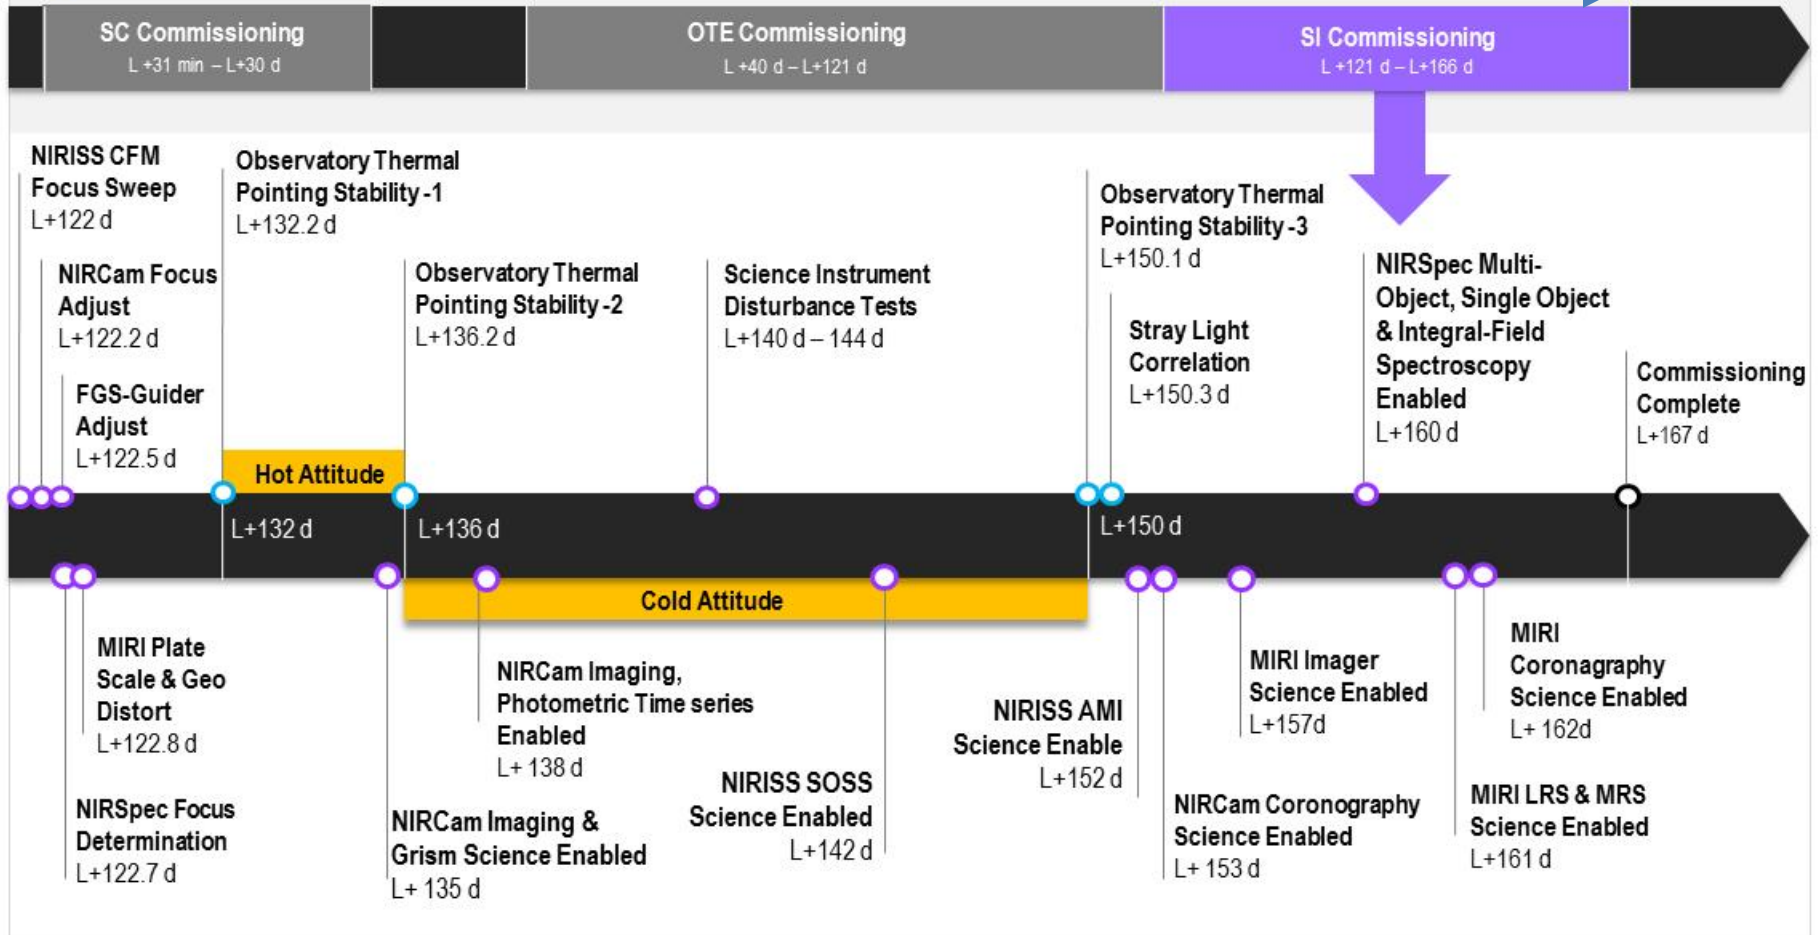 SC Commissioning
L +31 min – L+30 d
OTE Commissioning
L +40 d – L+121 d
SI Commissioning
L +121 d – L+166 d
NIRISS CFM
Focus Sweep
L+122 d
NIRCam Focus
Adjust
L+122.2 d
FGS-Guider
Adjust
L+122.5 d
Observatory Thermal
Pointing Stability -1
L+132.2 d
Observatory Thermal
Pointing Stability -2
L+136.2 d
Science Instrument
Disturbance Tests
L+140 d – 144 d
Observatory Thermal
Pointing Stability -3
L+150.1 d
Stray Light
Correlation
L+150.3 d
NIRSpec Multi-
Object, Single Object
& Integral-Field
Spectroscopy
Enabled
L+160 d
Commissioning
Complete
L+167 d
Hot Attitude
L+132 d
L+136 d
L+150 d
Cold Attitude
MIRI Plate
Scale & Geo
Distort
L+122.8 d
NIRSpec Focus
Determination
L+122.7 d
NIRCam Imaging &
Grism Science Enabled
L+ 135 d
NIRCam Imaging,
Photometric Time series
Enabled
L+ 138 d
NIRISS SOSS
Science Enabled
L+142 d
NIRISS AMI
Science Enable
L+152 d
NIRCam Coronography
Science Enabled
L+ 153 d
MIRI Imager
Science Enabled
L+157d
MIRI LRS & MRS
Science Enabled
L+161 d
MIRI
Coronagraphy
Science Enabled
L+ 162d